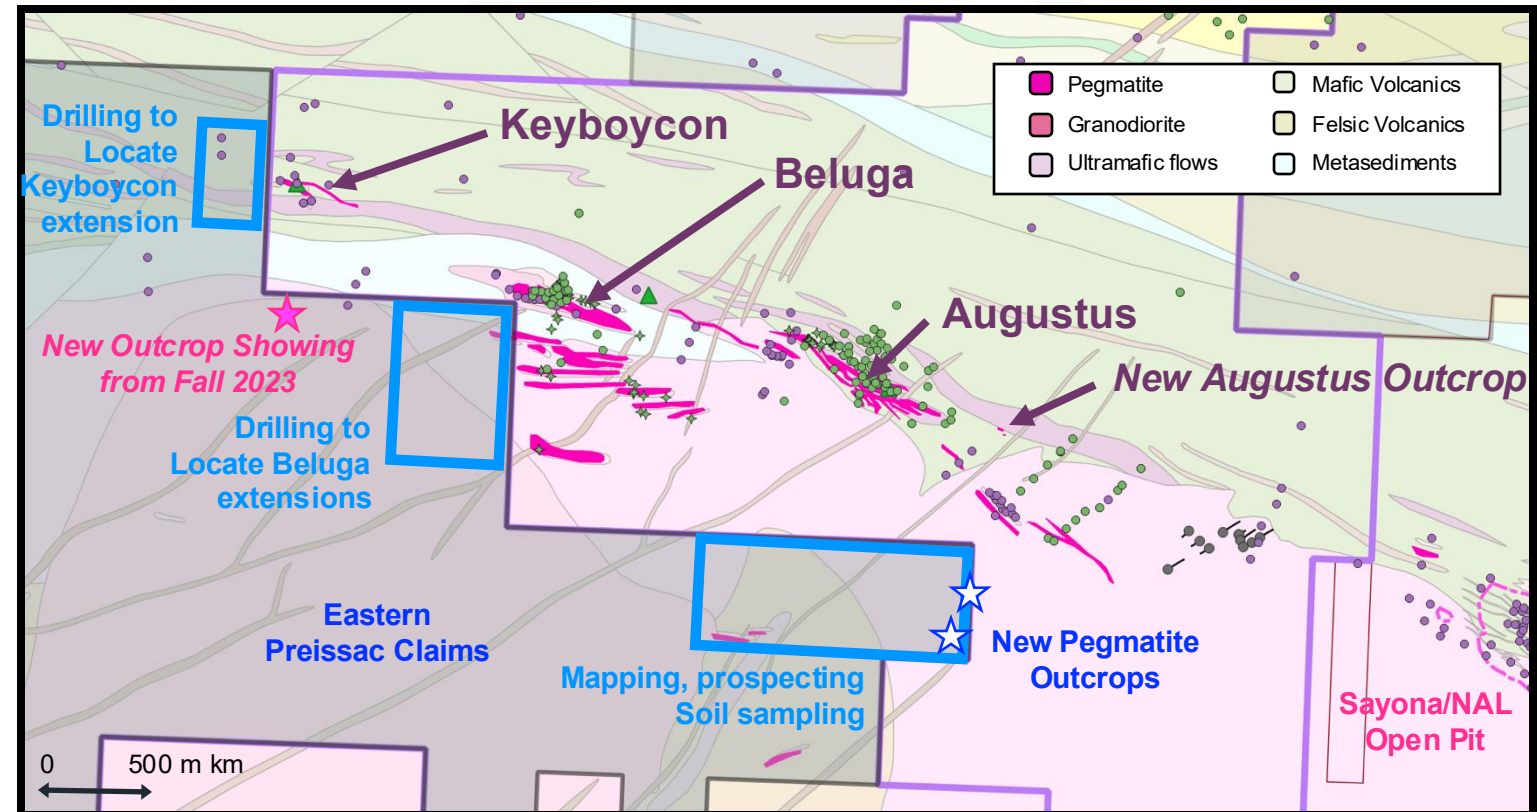 Pegmatite
Granodiorite
Ultramafic flows
Mafic Volcanics
Felsic Volcanics
Metasediments
Drilling to
Locate
Keyboycon
extension
Keyboycon
Beluga
Augustus
New Augustus Outcrop
New Outcrop Showing
from Fall 2023
Drilling to
Locate Beluga
extensions
Eastern
Preissac Claims
Mapping, prospecting
Soil sampling
New Pegmatite
Outcrops
Sayona/NAL
Open Pit
0 500 m km